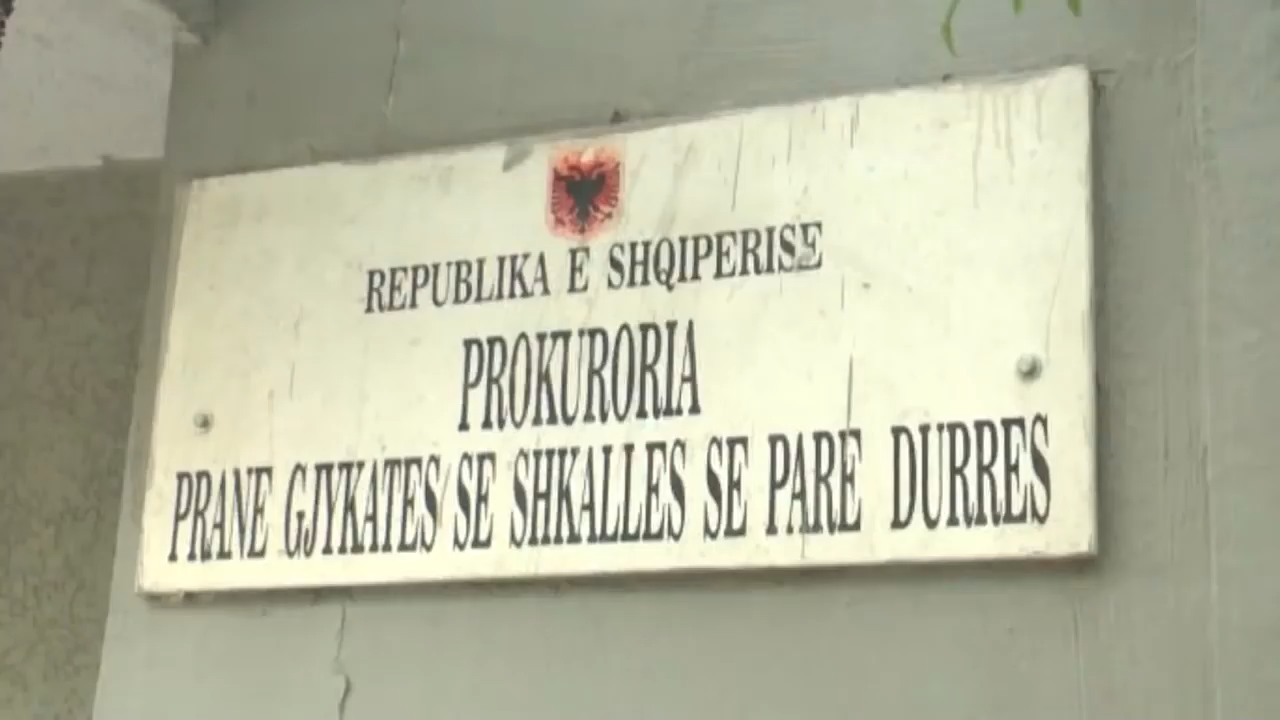 REPUBLIKA E SHQIPERISE
PROKURORIA
PRANE GJYKATES SE SHKALLES SE PARE DURRES